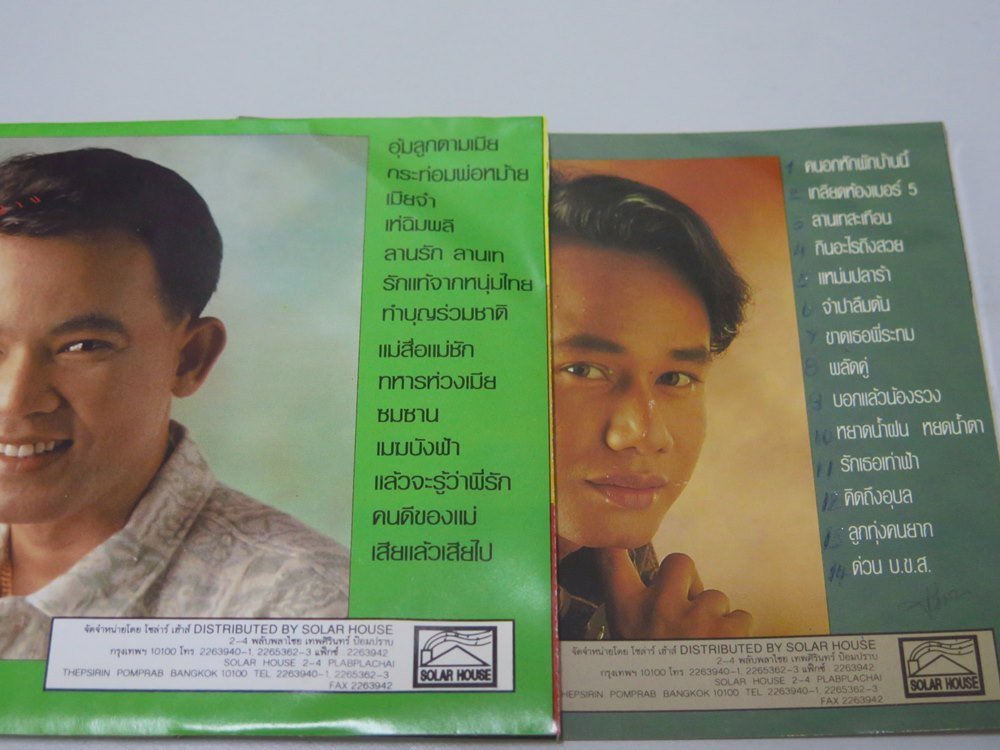 อุ้มลูกตามเมีย
กระท่อมพ่อหม้าย
เมียจ๋า
เห่ฉิมพลี
ลานรัก ลานเท
รักแท้จากหนุ่มไทย
ทำบุญร่วมชาติ
แม่สื่อแม่ชัก
ทหารห่วงเมีย
ซมซาน
เมฆบังฟ้า
แล้วจะรู้ว่าพี่รัก
คนดีของแม่
เสียแล้วเสียไป
จัดจำหน่ายโดย โซล่าร์ เฮ้าส์ DISTRIBUTED BY SOLAR HOUSE
2-4 พลับพลาไชย เทพศิรินทร์ ป้อมปราบ
กรุงเทพฯ 10100 โทร 2263940-1, 2265362-3 แฟ็กซ์ 2263942
SOLAR HOUSE 2-4 PLABPLACHAI
THEPSIRIN POMPRAB BANGKOK 10100 TEL 2263940-1, 2265362-3
FAX 2263942
SOLAR HOUSE
1 คนอกหักพักบ้านนี้
2 เกลียดห้องเบอร์ 5
3 ลานเทสะเทือน
4 กินอะไรถึงสวย
5 แหม่มปลาร้า
6 จำปาลืมต้น
7 ขาดเธอพี่ระทม
8 พลัดคู่
9 บอกแล้วน้องรวง
10 หยาดน้ำฝน หยดน้ำตา
11 รักเธอเท่าฟ้า
12 คิดถึงอุบล
13 ลูกทุ่งคนยาก
14 ด่วน บ.ข.ส.
จัดจำหน่ายโดย โซล่าร์ เฮ้าส์ DISTRIBUTED BY SOLAR HOUSE
2-4 พลับพลาไชย เทพศิรินทร์ ป้อมปราบ
กรุงเทพฯ 10100 โทร 2263940-1, 2265362-3 แฟ็กซ์ 2263942
SOLAR HOUSE 2-4 PLABPLACHAI
POMPRAB BANGKOK 10100 TEL 2263940-1, 2265362-3
FAX 2263942
SOLAR HOUSE